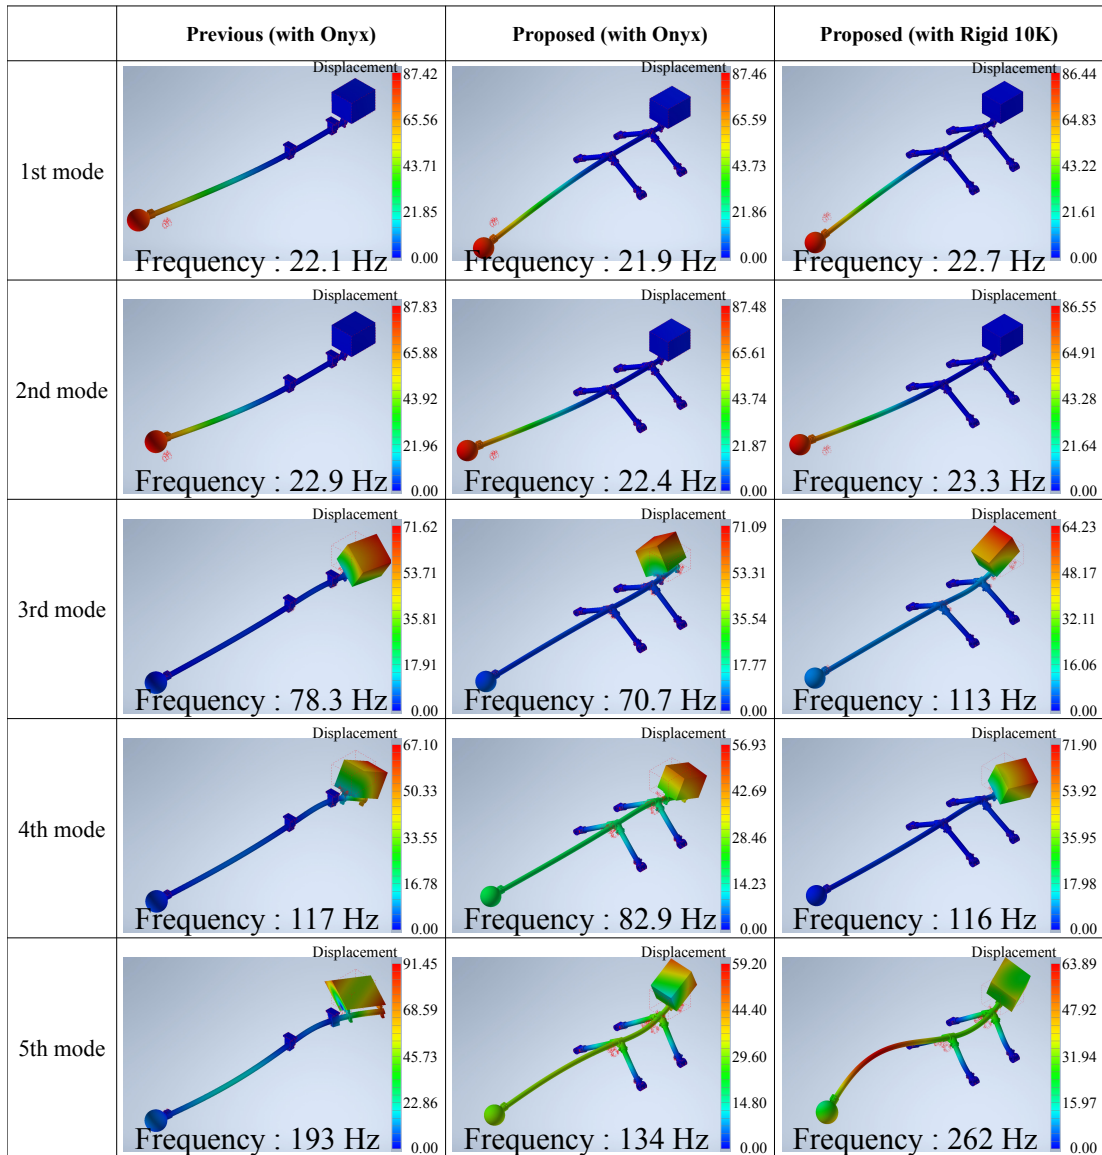 Previous (with Onyx)
Proposed (with Onyx)
Proposed (with Rigid 10K)
1st mode
Displacement
87.42
65.56
43.71
21.85
0.00
Frequency : 22.1 Hz
Displacement
87.46
65.59
43.73
21.86
0.00
Frequency : 21.9 Hz
Displacement
86.44
64.83
43.22
21.61
0.00
Frequency : 22.7 Hz
2nd mode
Displacement
87.83
65.88
43.92
21.96
0.00
Frequency : 22.9 Hz
Displacement
87.48
65.61
43.74
21.87
0.00
Frequency : 22.4 Hz
Displacement
86.55
64.91
43.28
21.64
0.00
Frequency : 23.3 Hz
3rd mode
Displacement
71.62
53.71
35.81
17.91
0.00
Frequency : 78.3 Hz
Displacement
71.09
53.31
35.54
17.77
0.00
Frequency : 70.7 Hz
Displacement
64.23
48.17
32.11
16.06
0.00
Frequency : 113 Hz
4th mode
Displacement
67.10
50.33
33.55
16.78
0.00
Frequency : 117 Hz
Displacement
56.93
42.69
28.46
14.23
0.00
Frequency : 82.9 Hz
Displacement
71.90
53.92
35.95
17.98
0.00
Frequency : 116 Hz
5th mode
Displacement
91.45
68.59
45.73
22.86
0.00
Frequency : 193 Hz
Displacement
59.20
44.40
29.60
14.80
0.00
Frequency : 134 Hz
Displacement
63.89
47.92
31.94
15.97
0.00
Frequency : 262 Hz